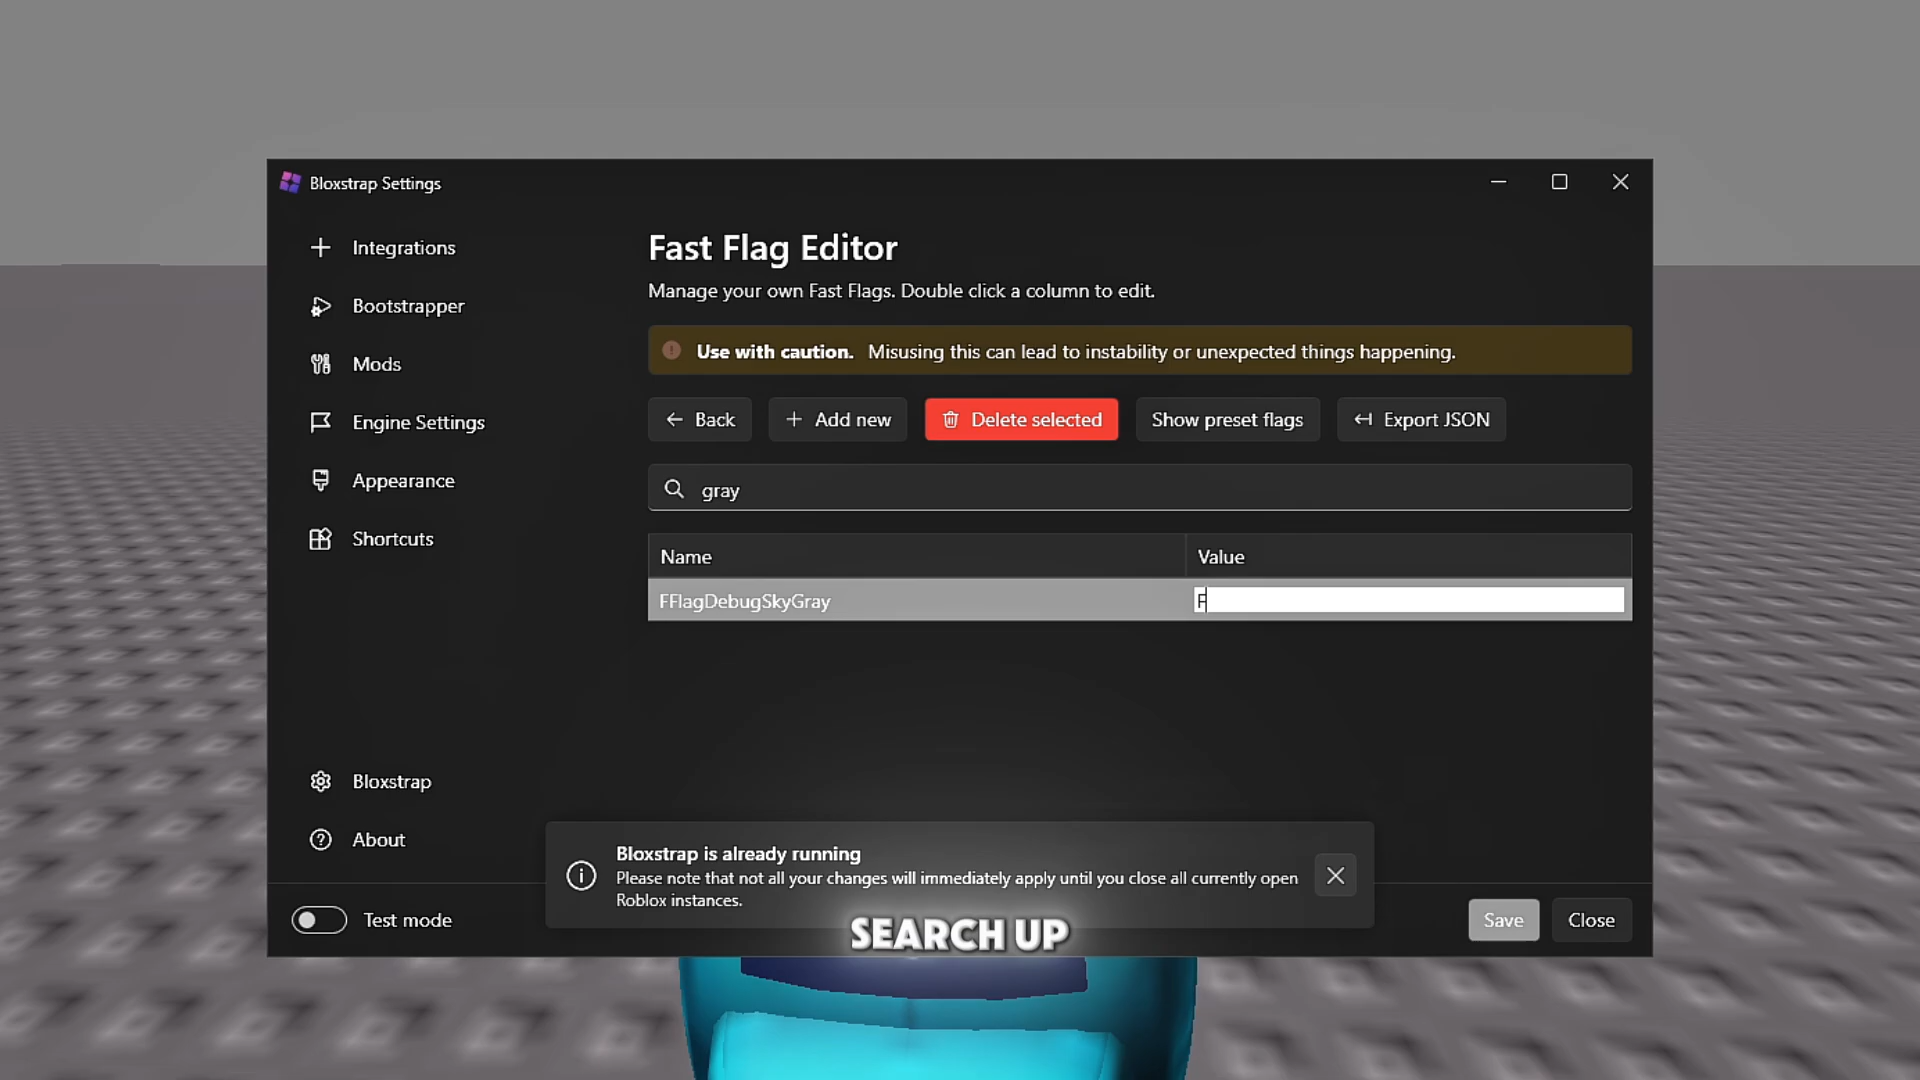 Bloxstrap Settings
Integrations
Bootstrapper
Mods
Engine Settings
Appearance
Shortcuts
Bloxstrap
About
Test mode
Fast Flag Editor
Manage your own Fast Flags. Double click a column to edit.
Use with caution. Misusing this can lead to instability or unexpected things happening.
Back
Add new
Delete selected
Show preset flags
Export JSON
gray
Name Value
FFlagDebugSkyGray F
Bloxstrap is already running
Please note that not all your changes will immediately apply until you close all currently open
Roblox instances.
SEARCH UP
Save
Close